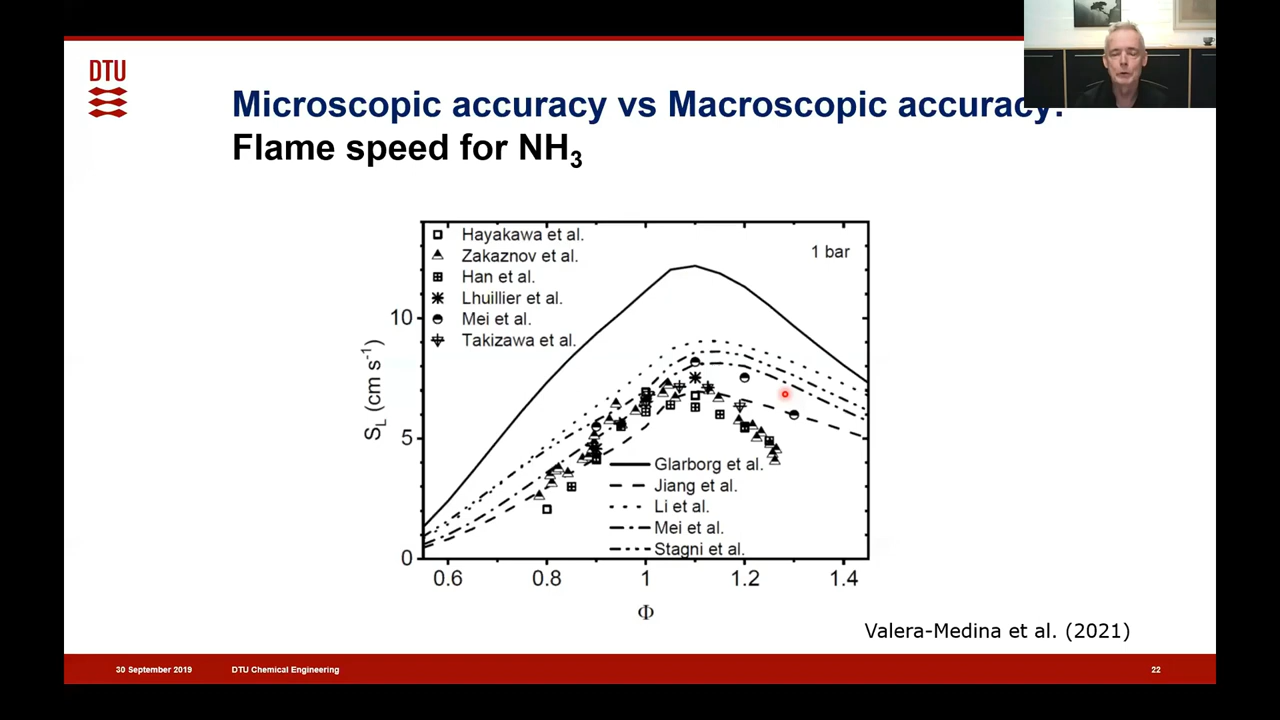 DTU
Microscopic accuracy vs Macroscopic accuracy:
Flame speed for NH₃
Hayakawa et al.
Zakaznov et al.
Han et al.
Lhuillier et al.
Mei et al.
Takizawa et al.
1 bar
10
5
0
S_L (cm s⁻¹)
Glarborg et al.
Jiang et al.
Li et al.
Mei et al.
Stagni et al.
0.6 0.8 1 1.2 1.4
Φ
Valera-Medina et al. (2021)
30 September 2019 DTU Chemical Engineering 22